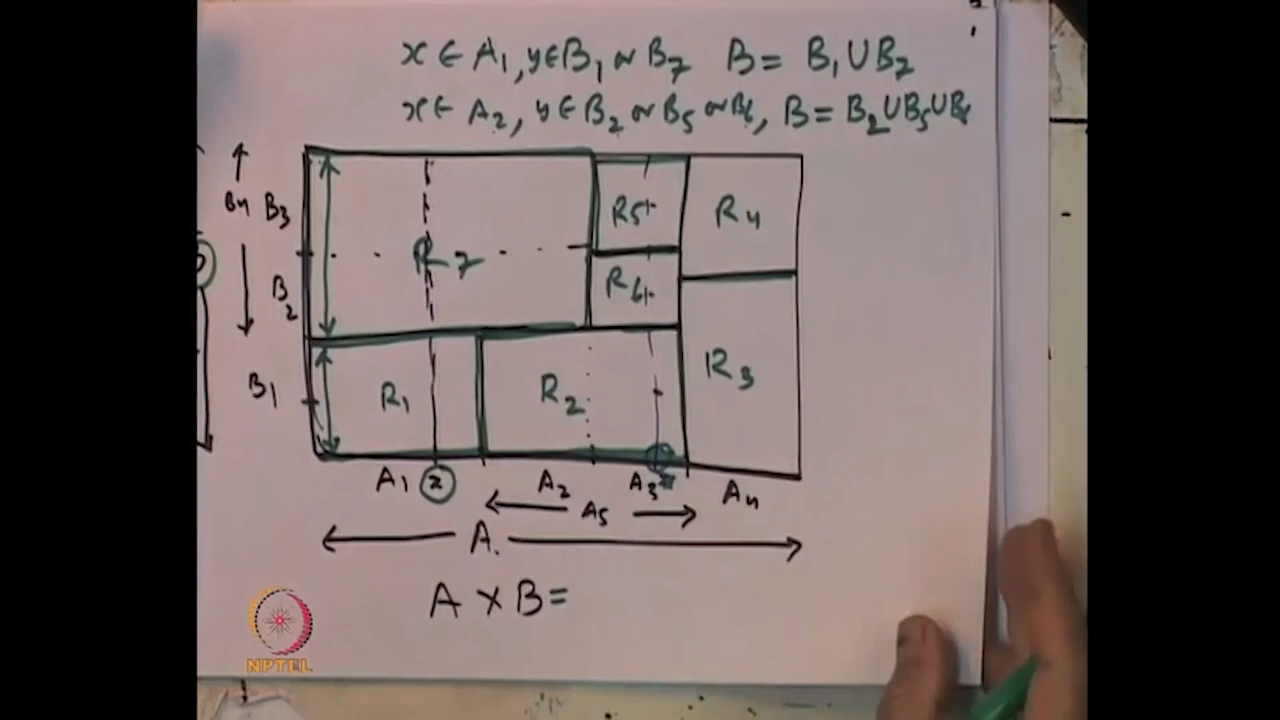 x ∈ A₁, y ∈ B₁ or B₇ B = B₁ ∪ B₇
x ∈ A₂, y ∈ B₂ or B₅ or B₆, B = B₂ ∪ B₅ ∪ B₆
B₄ B₃ R₅ R₄
R₇
B₂ R₆
B₁ R₁ R₂ R₃
A₁ x A₂ A₃ A₄
A₅
A.
A × B =
NPTEL